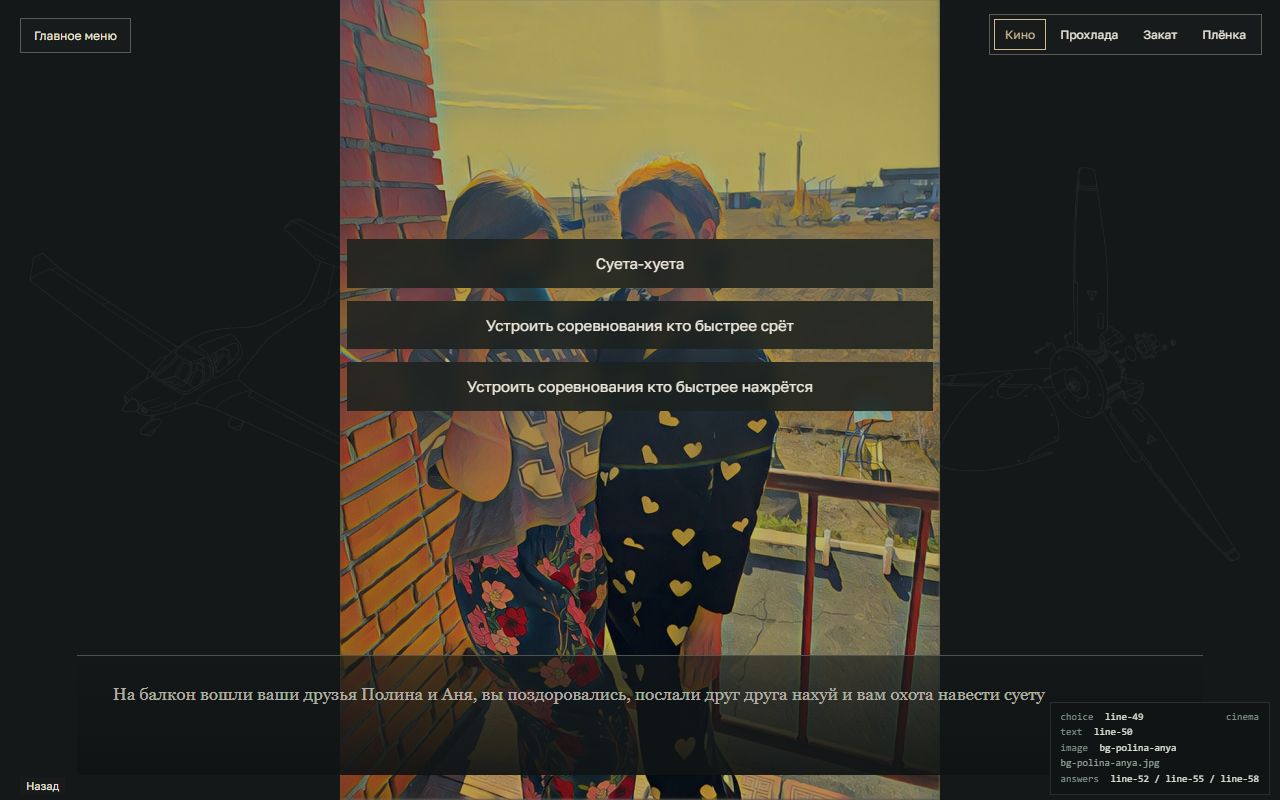 Главное меню
Кино Прохлада Закат Плёнка
Суета-хуета
Устроить соревнования кто быстрее срёт
Устроить соревнования кто быстрее нажрётся
На балкон вошли ваши друзья Полина и Аня, вы поздоровались, послали друг друга нахуй и вам охота навести суету
choice line-49 cinema
text line-50
image bg-polina-anya
bg-polina-anya.jpg
answers line-52 / line-55 / line-58
Назад